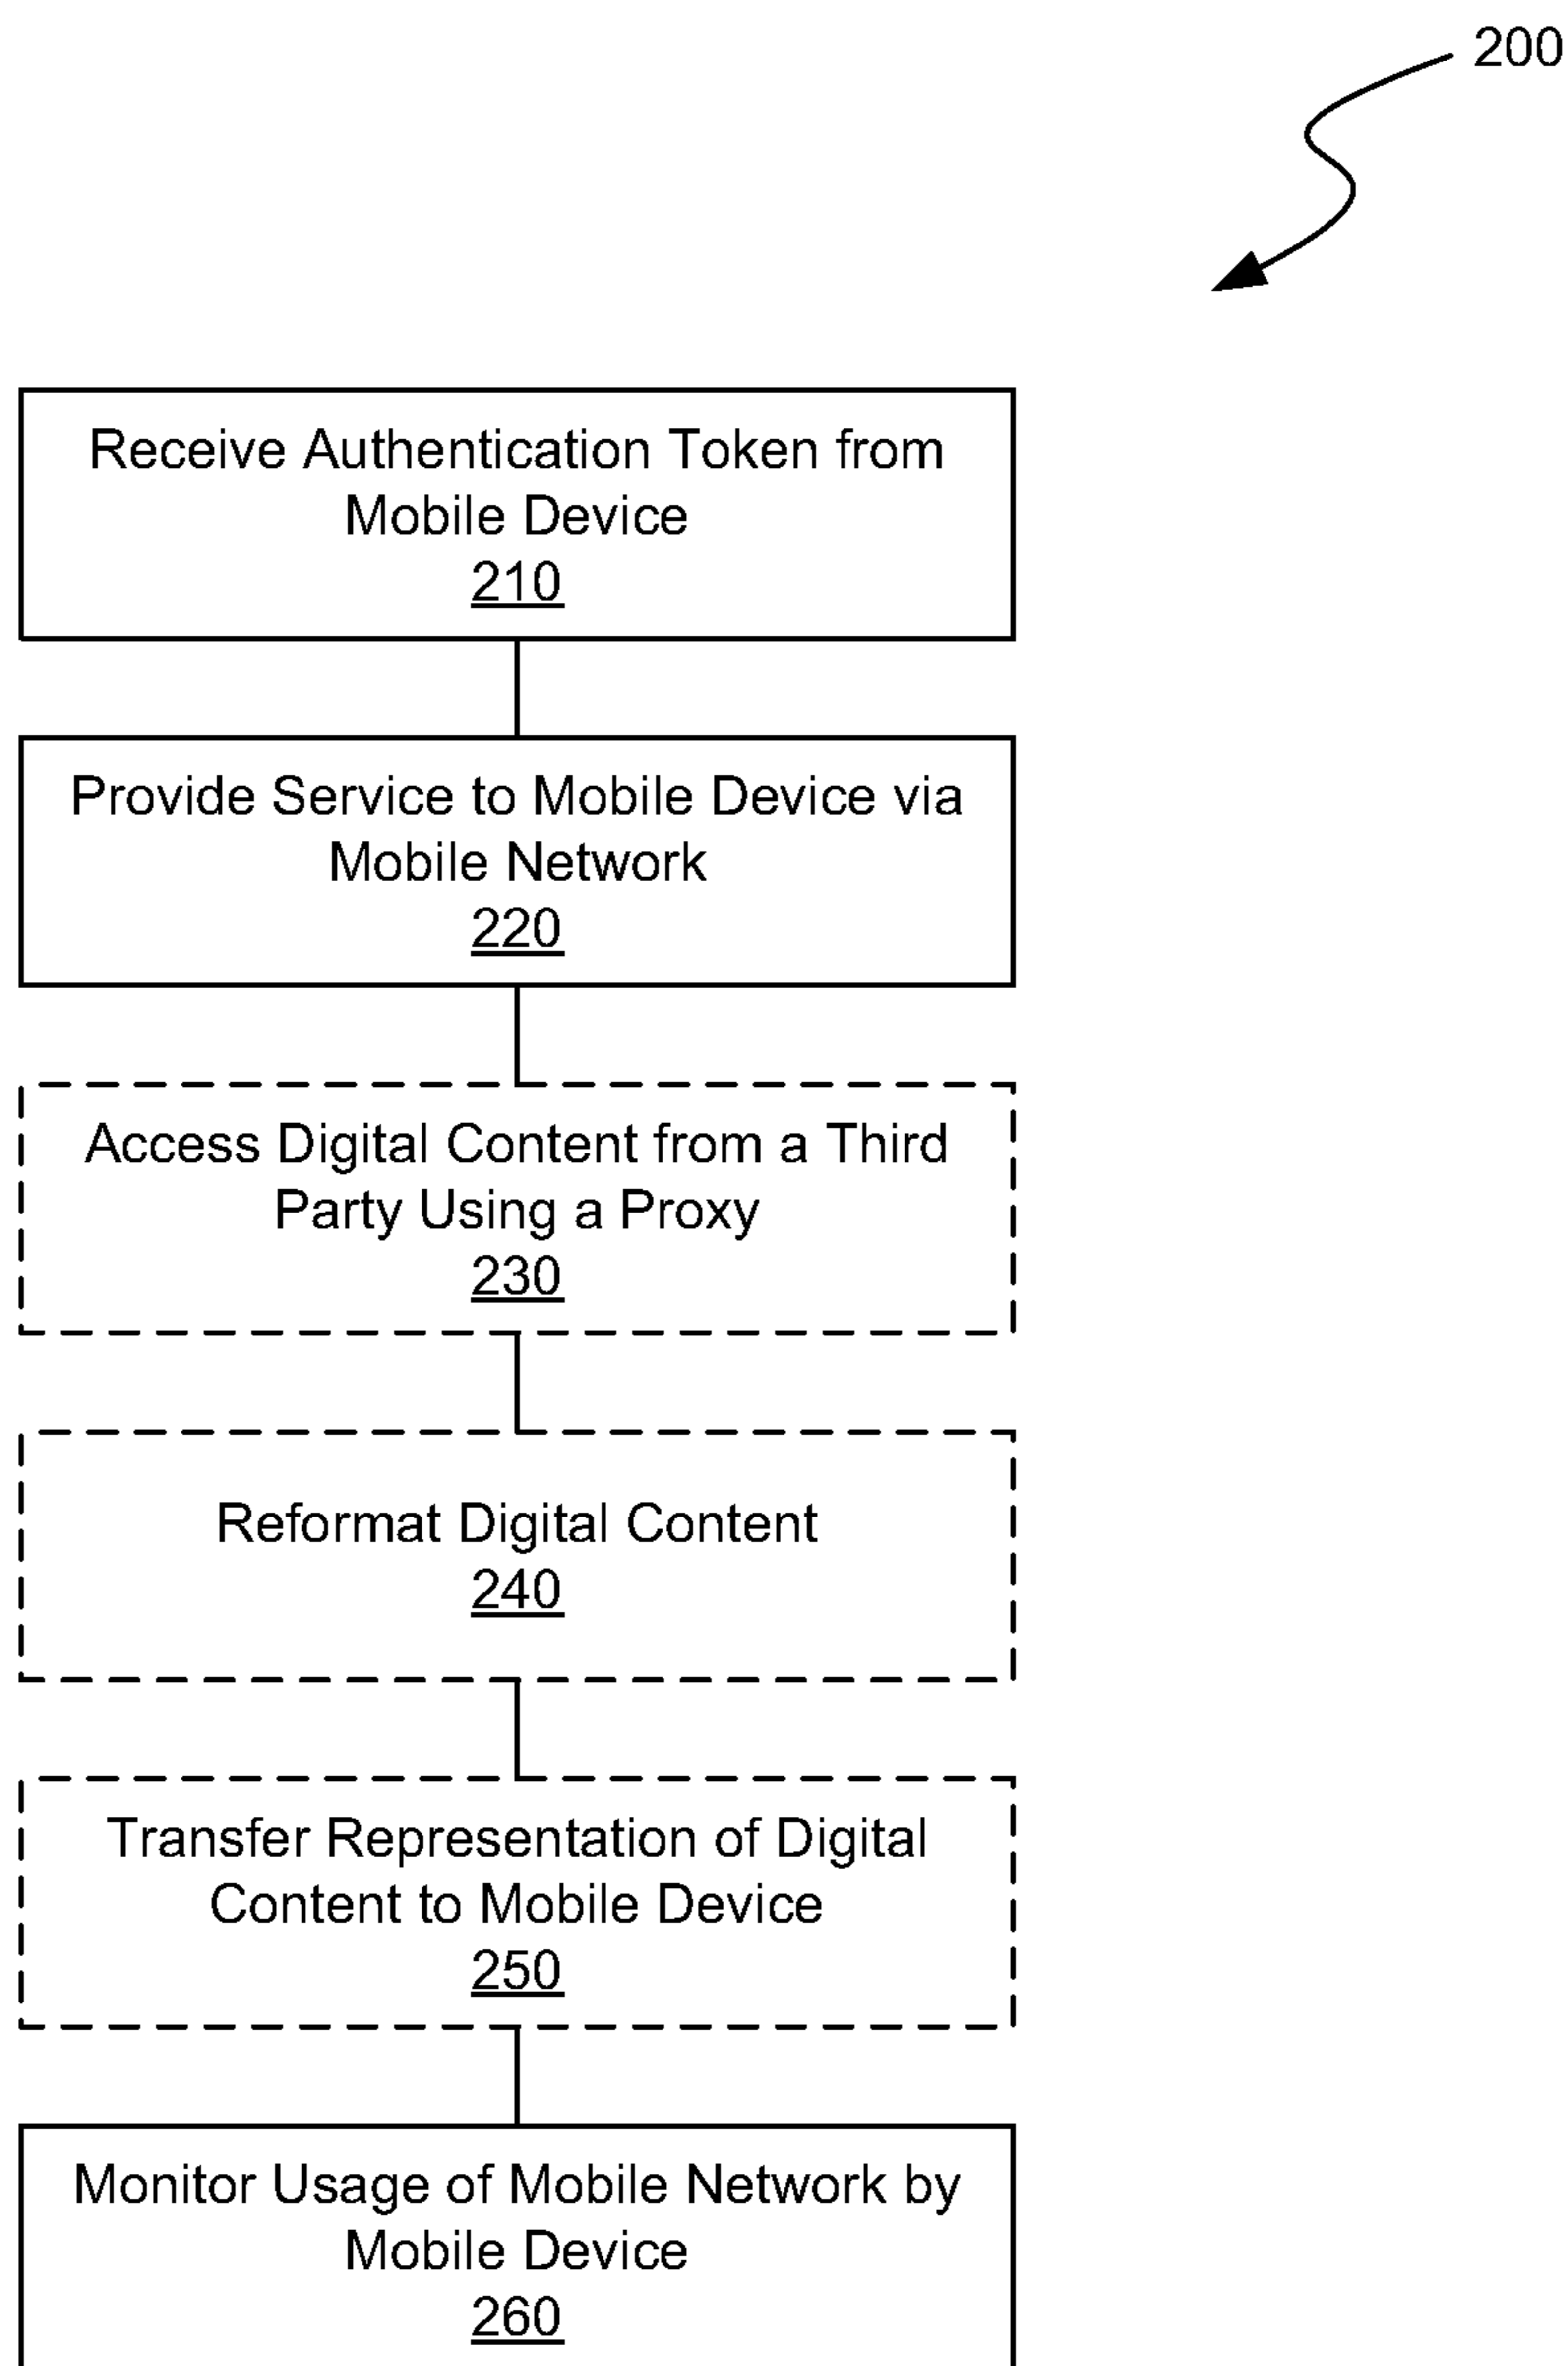 200
Receive Authentication Token from
Mobile Device
210
Provide Service to Mobile Device via
Mobile Network
220
Access Digital Content from a Third
Party Using a Proxy
230
Reformat Digital Content
240
Transfer Representation of Digital
Content to Mobile Device
250
Monitor Usage of Mobile Network by
Mobile Device
260